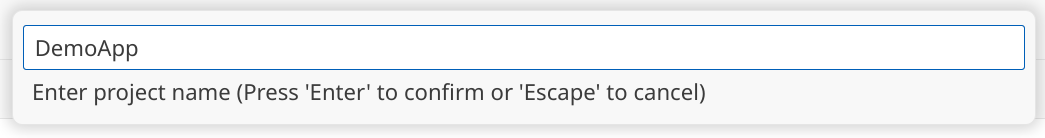 DemoApp
Enter project name (Press 'Enter' to confirm or 'Escape' to cancel)